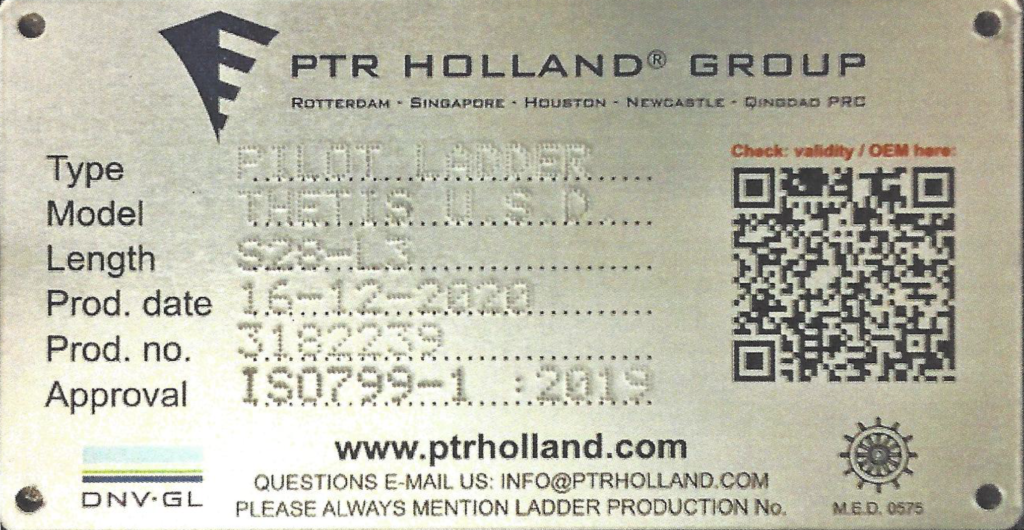 PTR HOLLAND® GROUP
ROTTERDAM - SINGAPORE - HOUSTON - NEWCASTLE - QINGDAO PRC
Check: validity / OEM here:
Type PILOT LADDER
Model THETIS U.S.D.
Length S28-L3
Prod. date 16-12-2020
Prod. no. 3182239
Approval ISO799-1 :2019
www.ptrholland.com
QUESTIONS E-MAIL US: INFO@PTRHOLLAND.COM
PLEASE ALWAYS MENTION LADDER PRODUCTION No.
DNV·GL
M.E.D. 0575